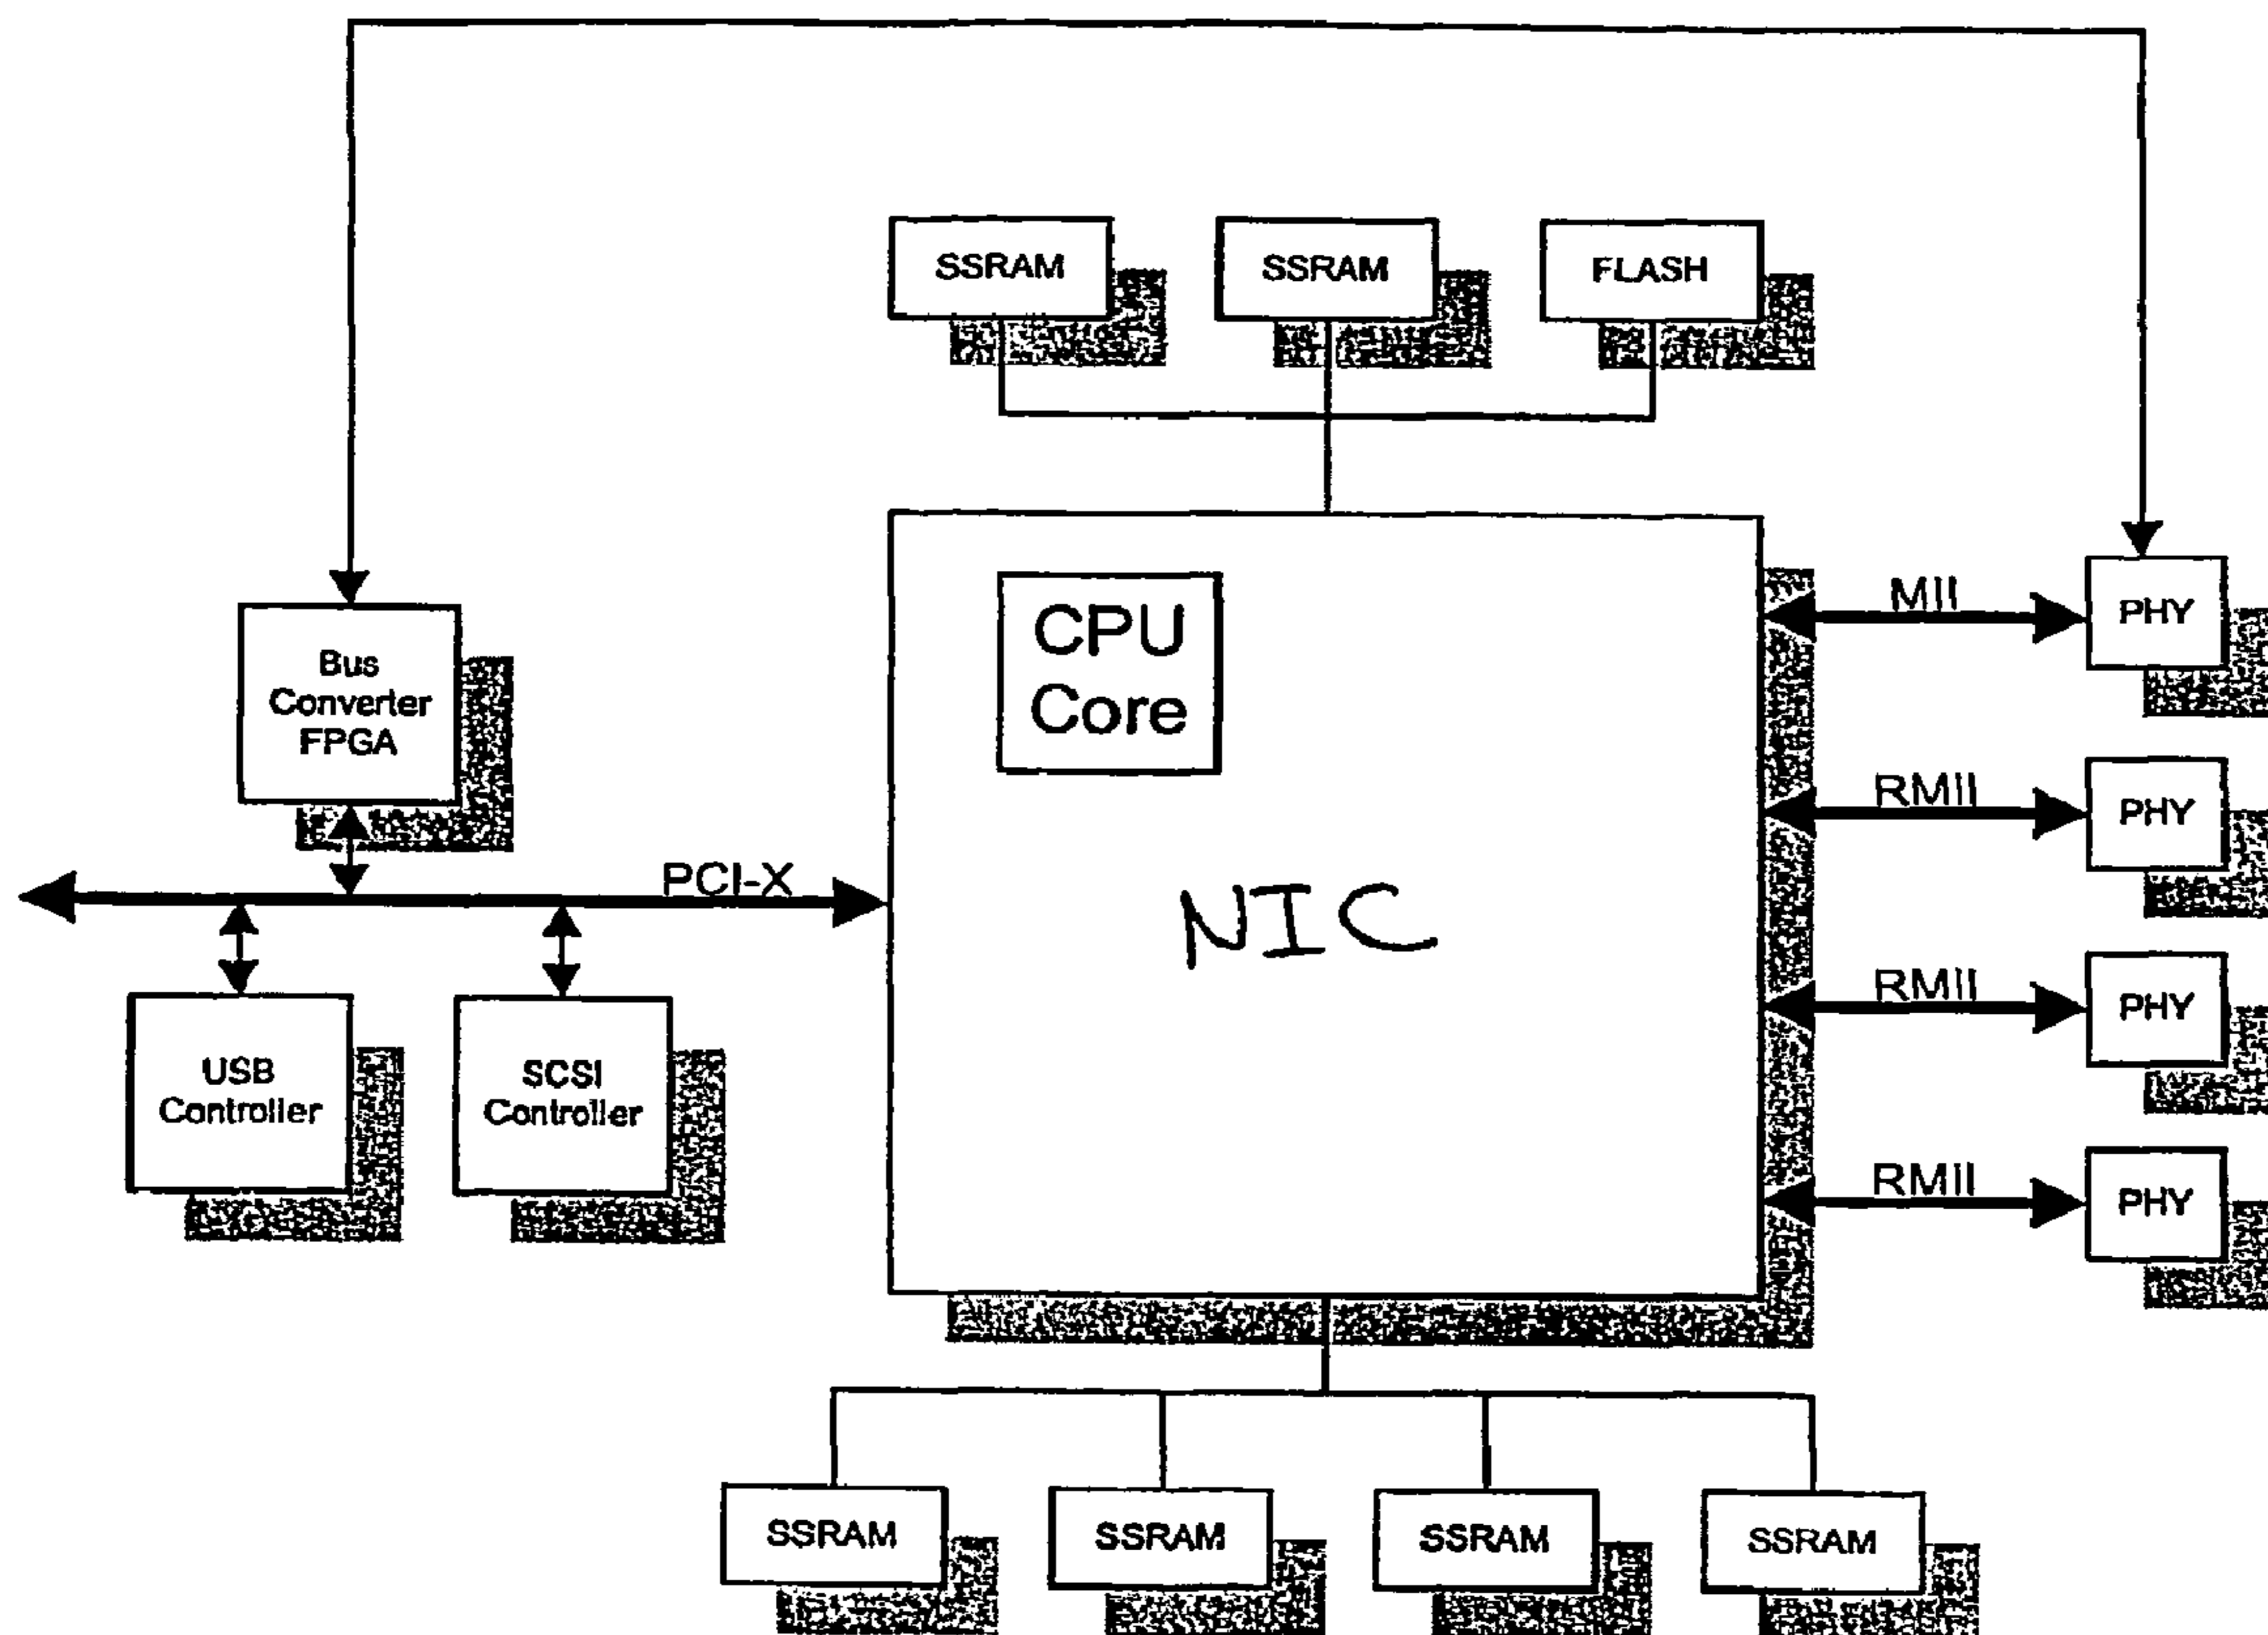 SSRAM
SSRAM
FLASH
CPU
Core
MII
PHY
Bus
Converter
FPGA
RMII
PHY
PCI-X
NIC
RMII
PHY
USB
Controller
SCSI
Controller
RMII
PHY
SSRAM
SSRAM
SSRAM
SSRAM